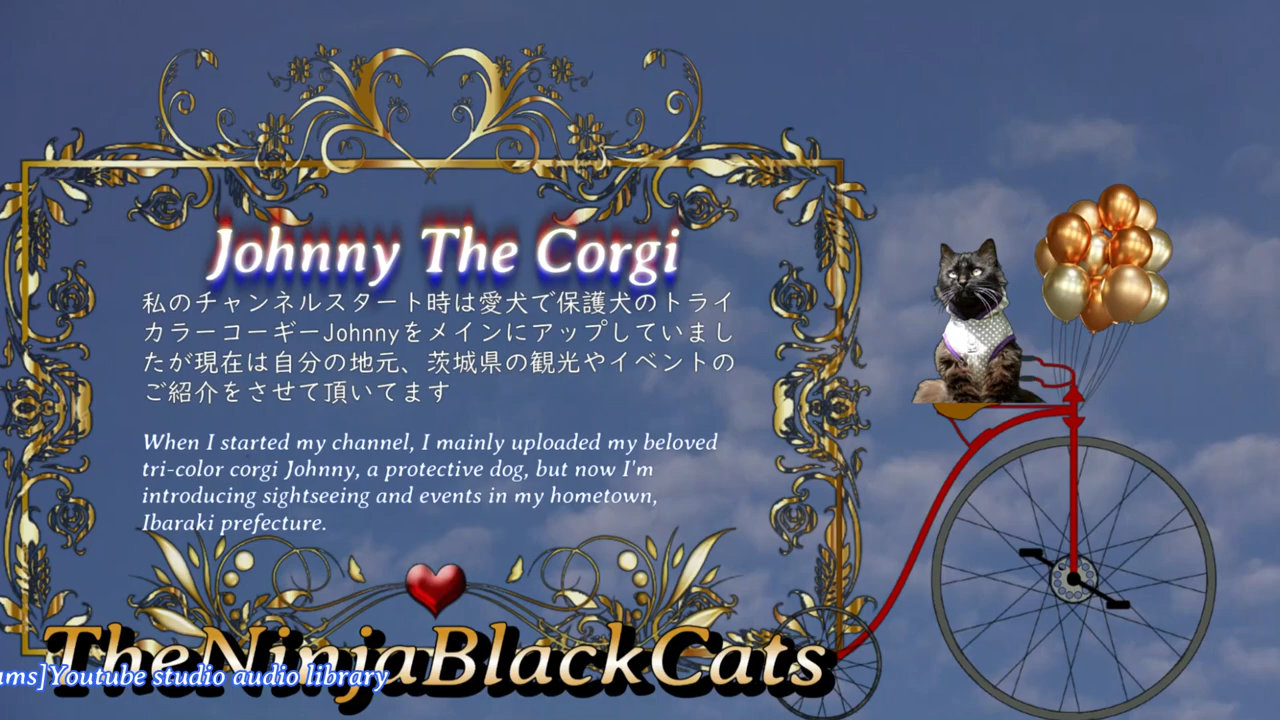 Johnny The Corgi
私のチャンネルスタート時は愛犬で保護犬のトライ
カラーコーギーJohnnyをメインにアップしていまし
たが現在は自分の地元、茨城県の観光やイベントの
ご紹介をさせて頂いてます
When I started my channel, I mainly uploaded my beloved
tri-color corgi Johnny, a protective dog, but now I'm
introducing sightseeing and events in my hometown,
Ibaraki prefecture.
TheNinjaBlackCats
ams]Youtube studio audio library